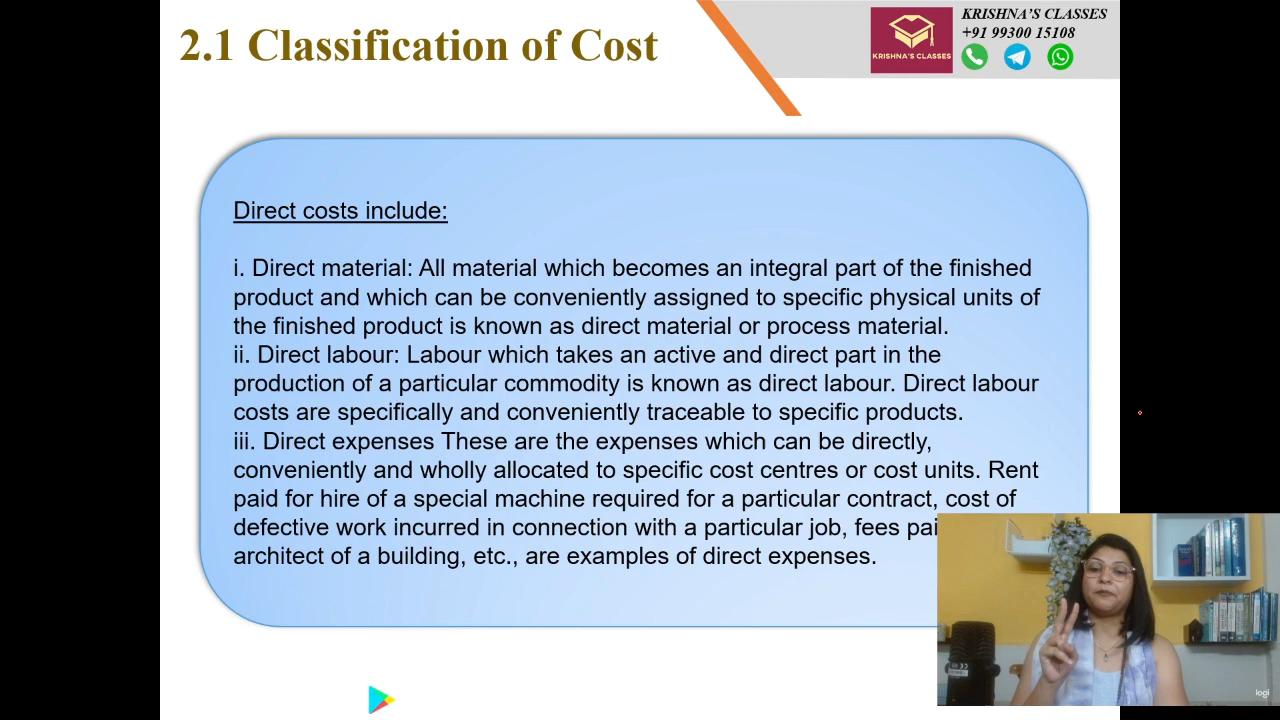 2.1 Classification of Cost
KRISHNA'S CLASSES
+91 99300 15108
KRISHNA'S CLASSES
Direct costs include:
i. Direct material: All material which becomes an integral part of the finished
product and which can be conveniently assigned to specific physical units of
the finished product is known as direct material or process material.
ii. Direct labour: Labour which takes an active and direct part in the
production of a particular commodity is known as direct labour. Direct labour
costs are specifically and conveniently traceable to specific products.
iii. Direct expenses These are the expenses which can be directly,
conveniently and wholly allocated to specific cost centres or cost units. Rent
paid for hire of a special machine required for a particular contract, cost of
defective work incurred in connection with a particular job, fees pai
architect of a building, etc., are examples of direct expenses.
logi